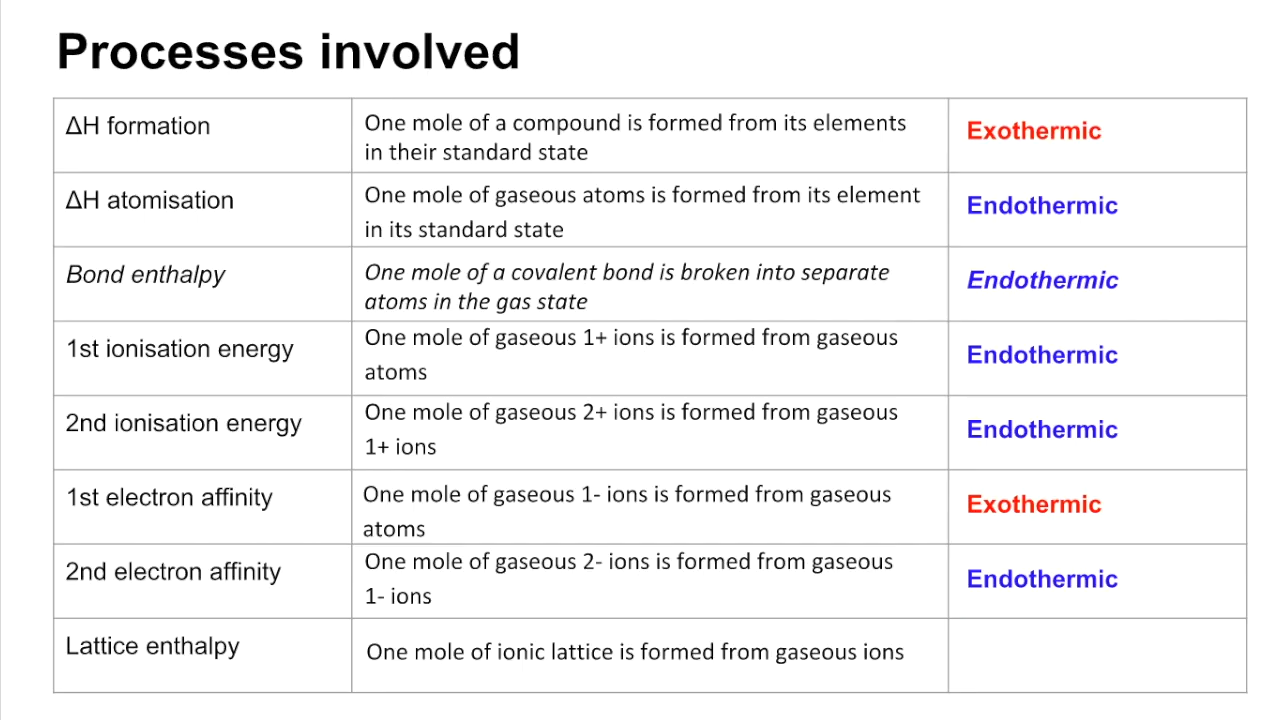 Processes involved
ΔH formation
One mole of a compound is formed from its elements
in their standard state
Exothermic
ΔH atomisation
One mole of gaseous atoms is formed from its element
in its standard state
Endothermic
Bond enthalpy
One mole of a covalent bond is broken into separate
atoms in the gas state
Endothermic
1st ionisation energy
One mole of gaseous 1+ ions is formed from gaseous
atoms
Endothermic
2nd ionisation energy
One mole of gaseous 2+ ions is formed from gaseous
1+ ions
Endothermic
1st electron affinity
One mole of gaseous 1- ions is formed from gaseous
atoms
Exothermic
2nd electron affinity
One mole of gaseous 2- ions is formed from gaseous
1- ions
Endothermic
Lattice enthalpy
One mole of ionic lattice is formed from gaseous ions